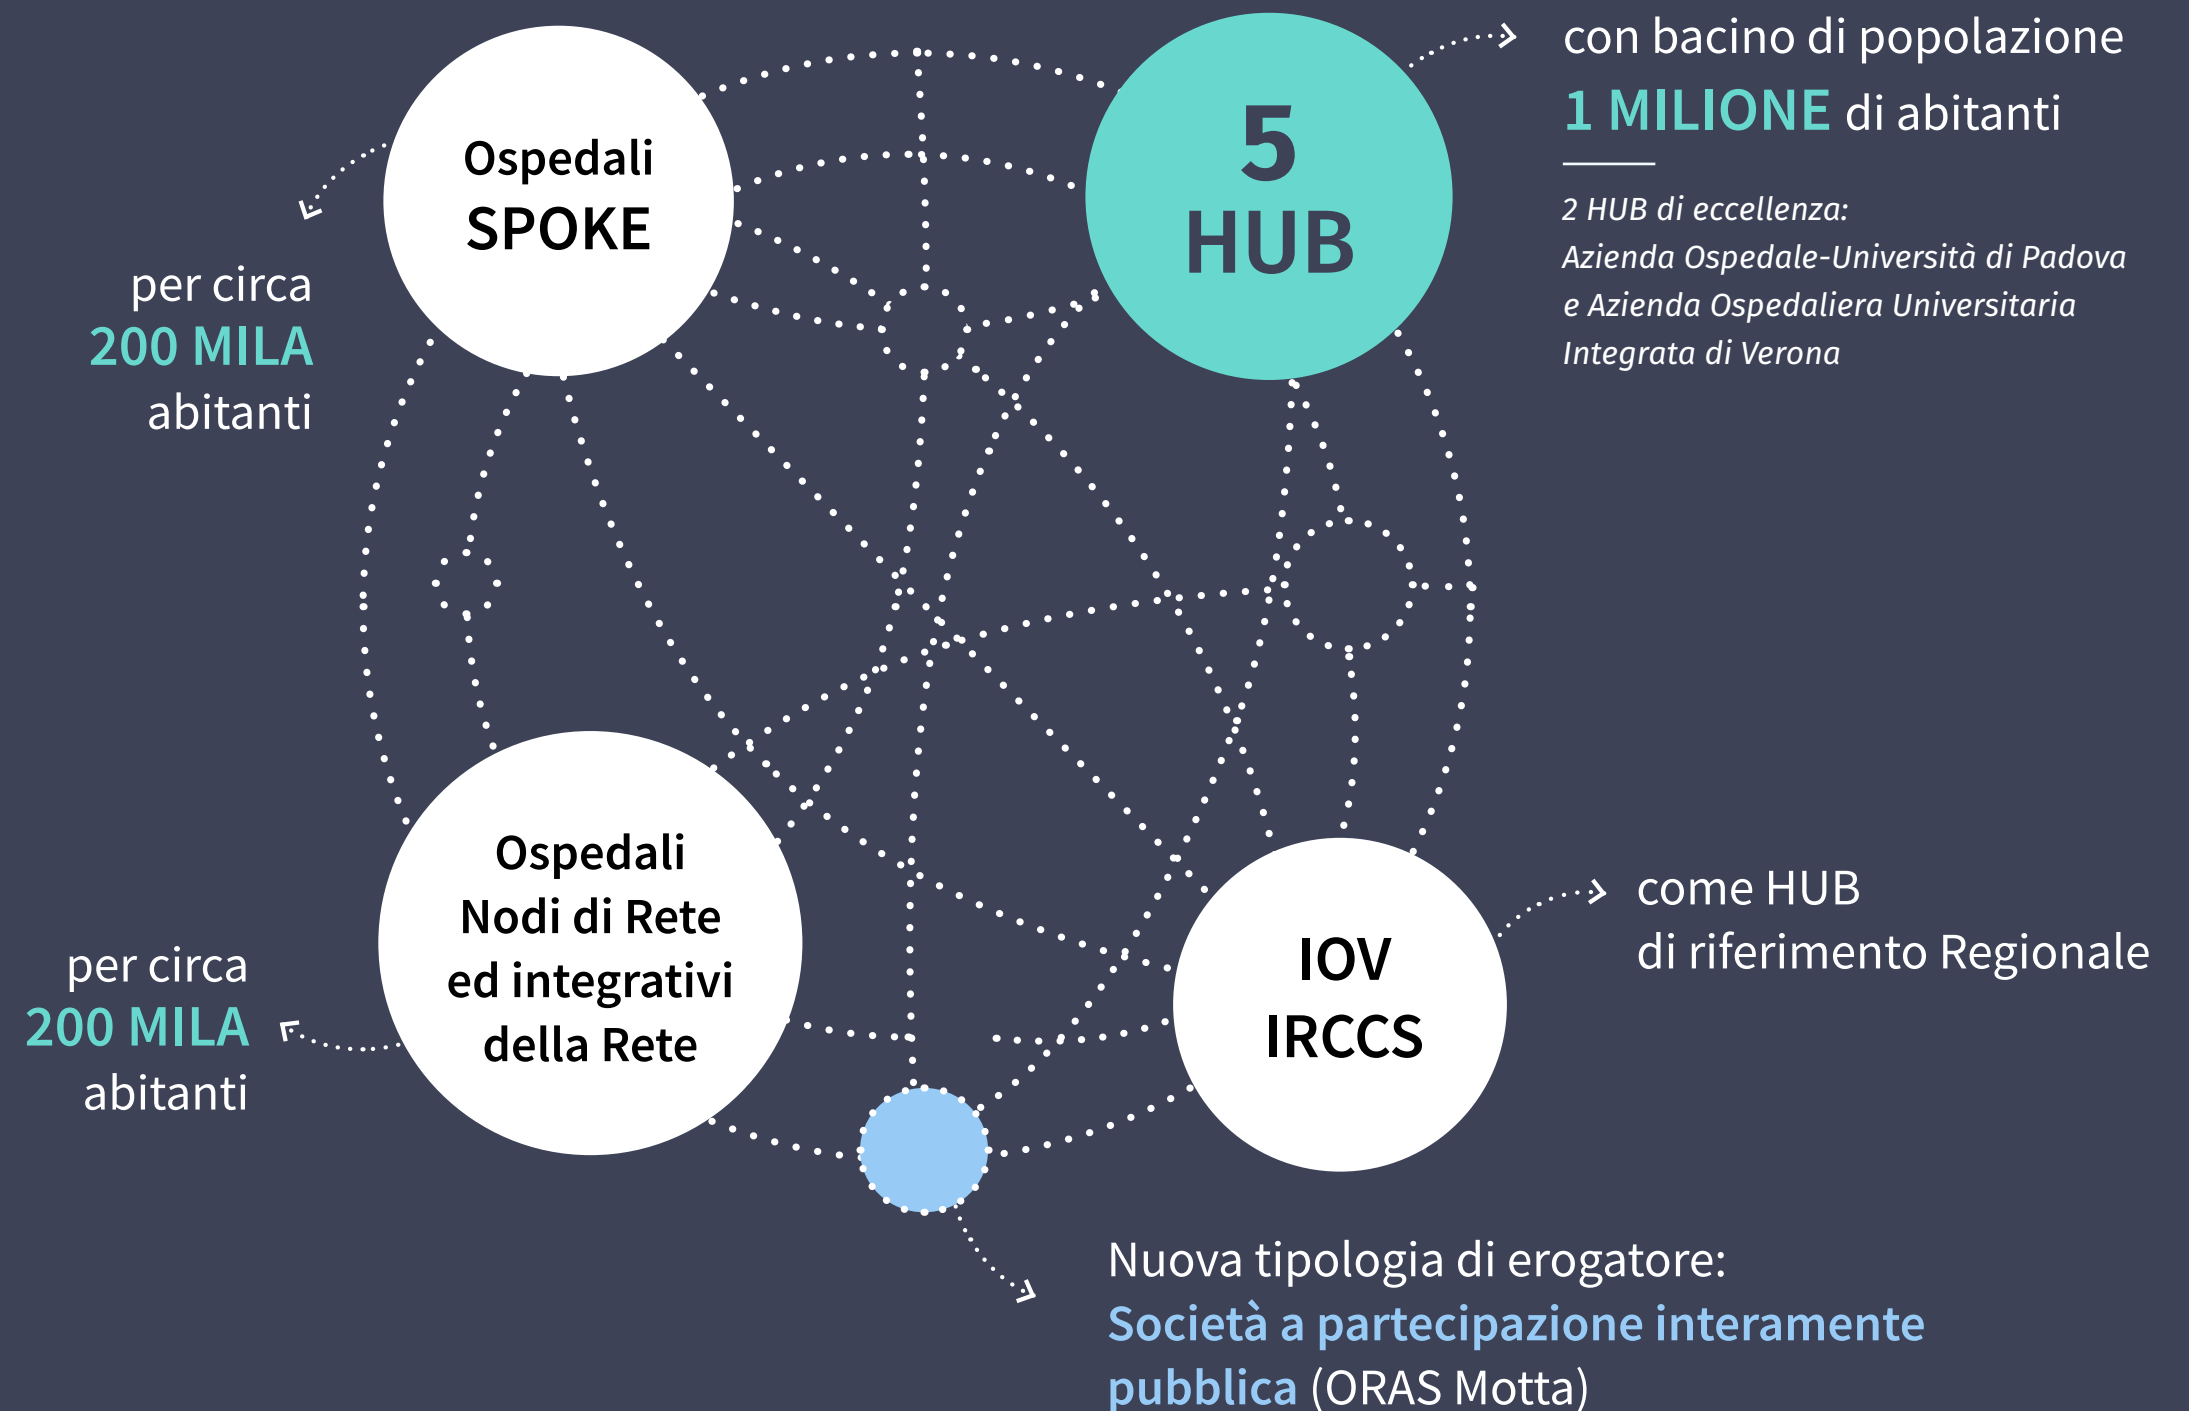 Ospedali
SPOKE
per circa
200 MILA
abitanti
5
HUB
con bacino di popolazione
1 MILIONE di abitanti
2 HUB di eccellenza:
Azienda Ospedale-Università di Padova
e Azienda Ospedaliera Universitaria
Integrata di Verona
Ospedali
Nodi di Rete
ed integrativi
della Rete
per circa
200 MILA
abitanti
IOV
IRCCS
come HUB
di riferimento Regionale
Nuova tipologia di erogatore:
Società a partecipazione interamente
pubblica (ORAS Motta)